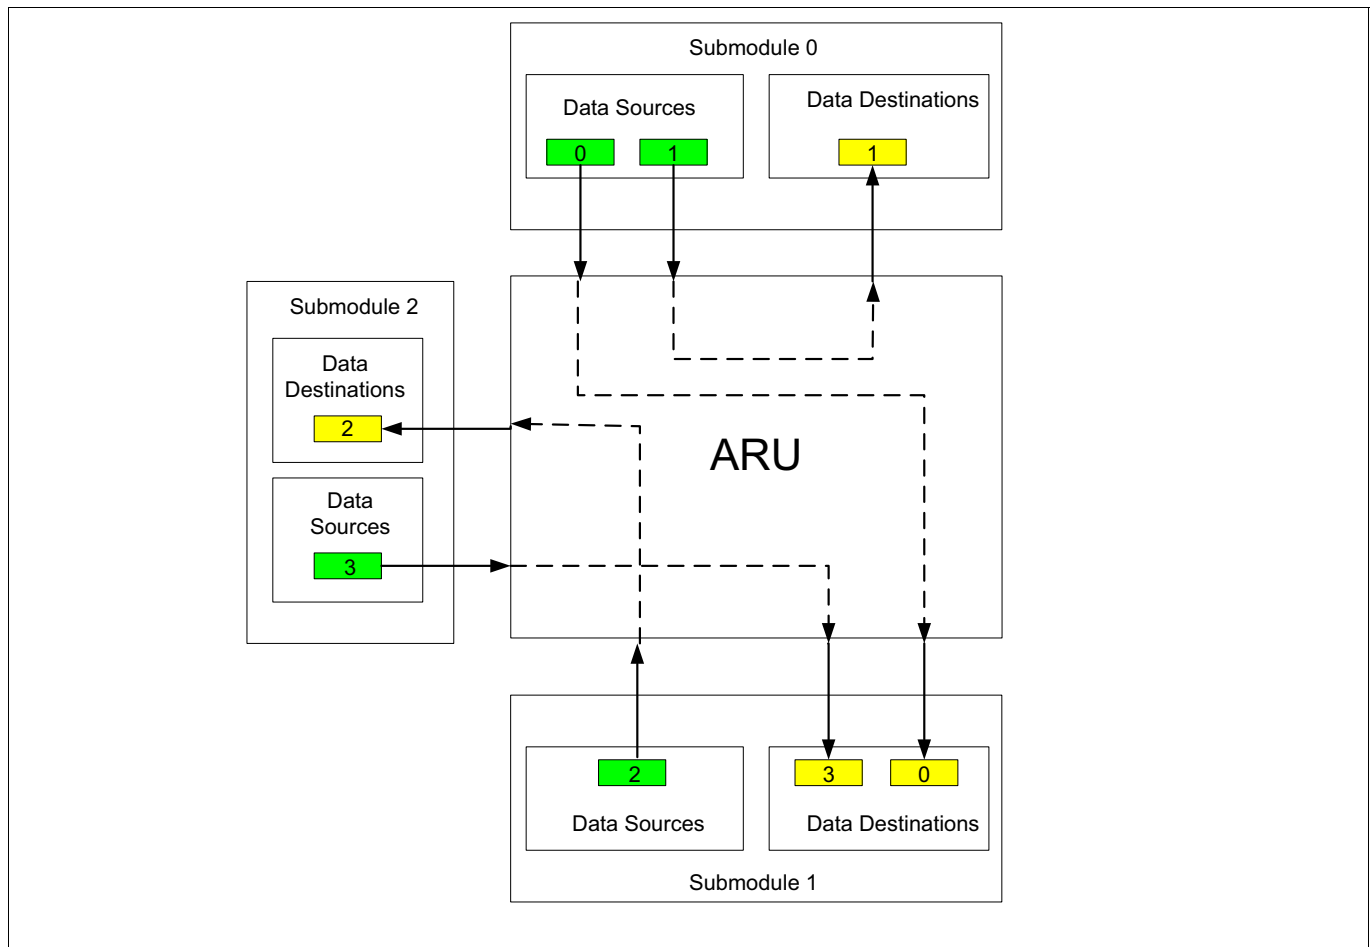 Submodule 0
Data Sources
Data Destinations
0
1
1
Submodule 2
Data
Destinations
2
Data
Sources
3
ARU
2
3
0
Data Sources
Data Destinations
Submodule 1